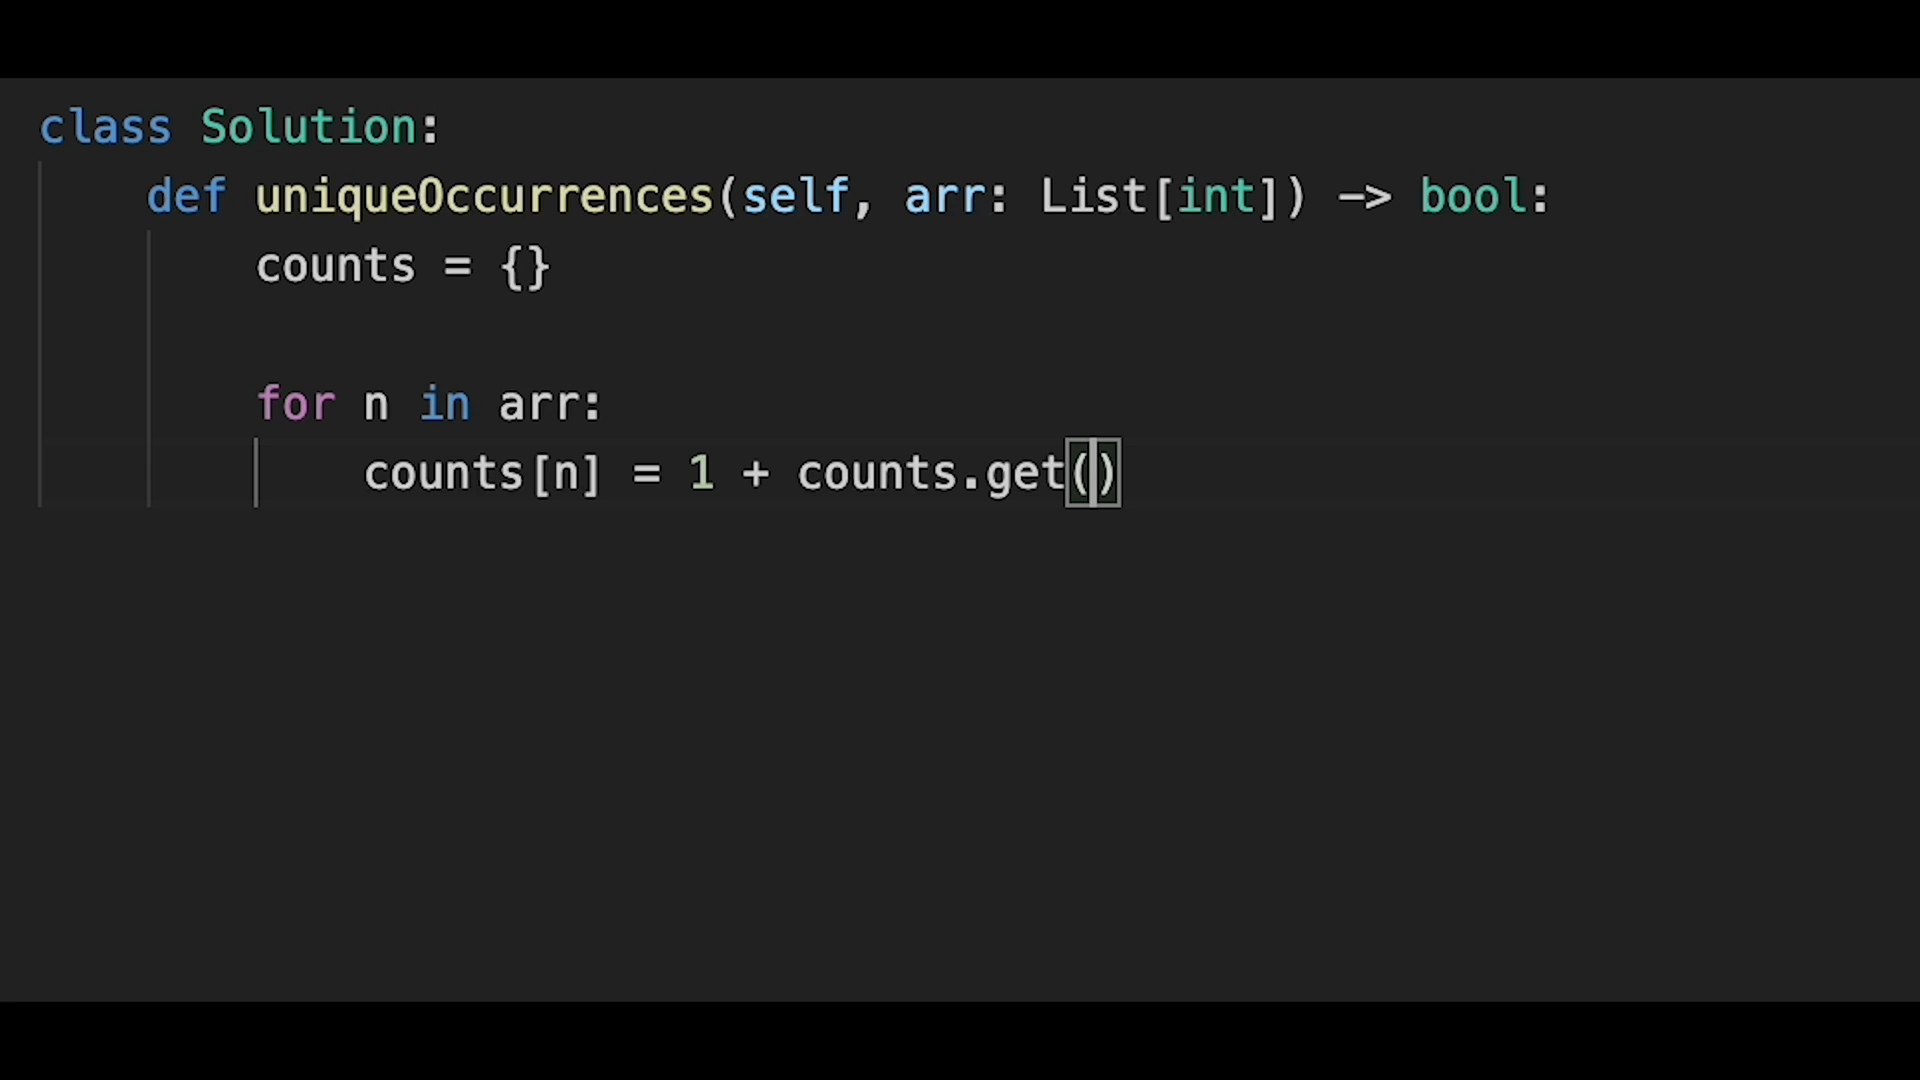 class Solution:
    def uniqueOccurrences(self, arr: List[int]) -> bool:
        counts = {}

        for n in arr:
            counts[n] = 1 + counts.get()